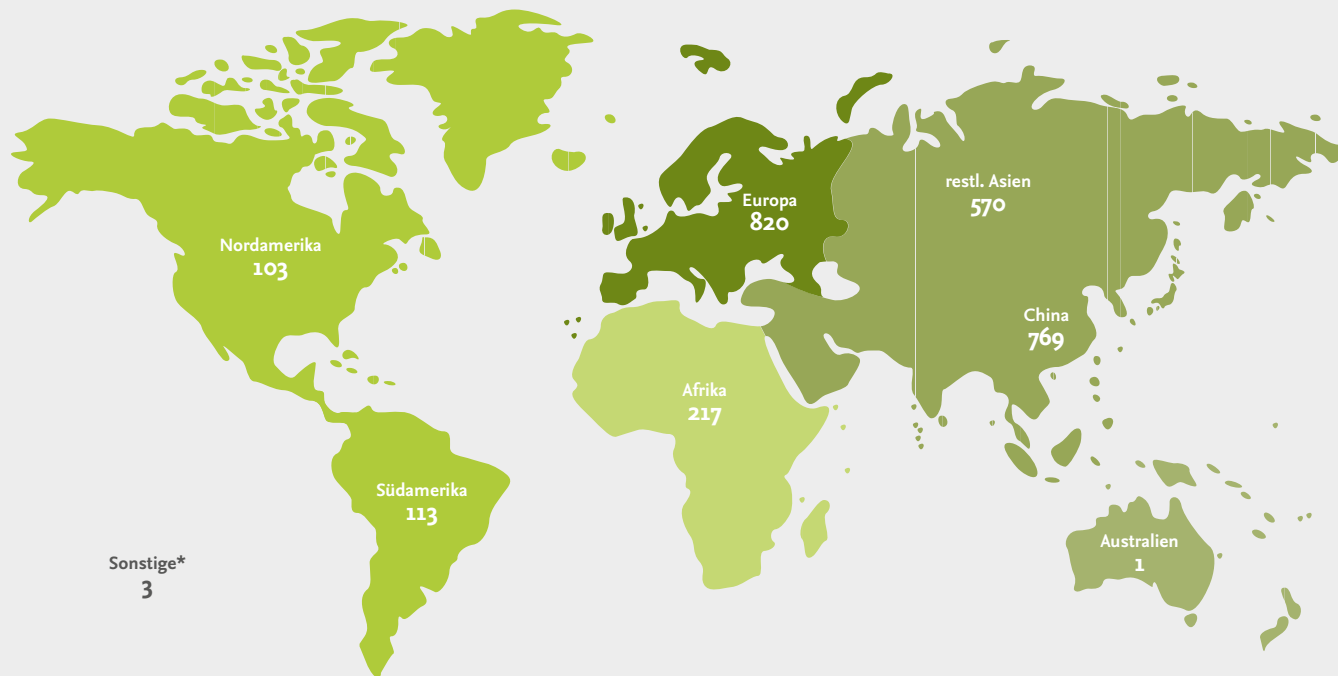 restl. Asien
570
Europa
820
Nordamerika
103
China
769
Afrika
217
Südamerika
113
Australien
1
Sonstige*
3